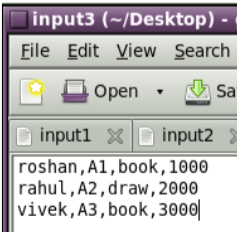 input3 (~/Desktop) -
File Edit View Search
Open Sa
input1 input2
roshan,A1,book,1000
rahul,A2,draw,2000
vivek,A3,book,3000